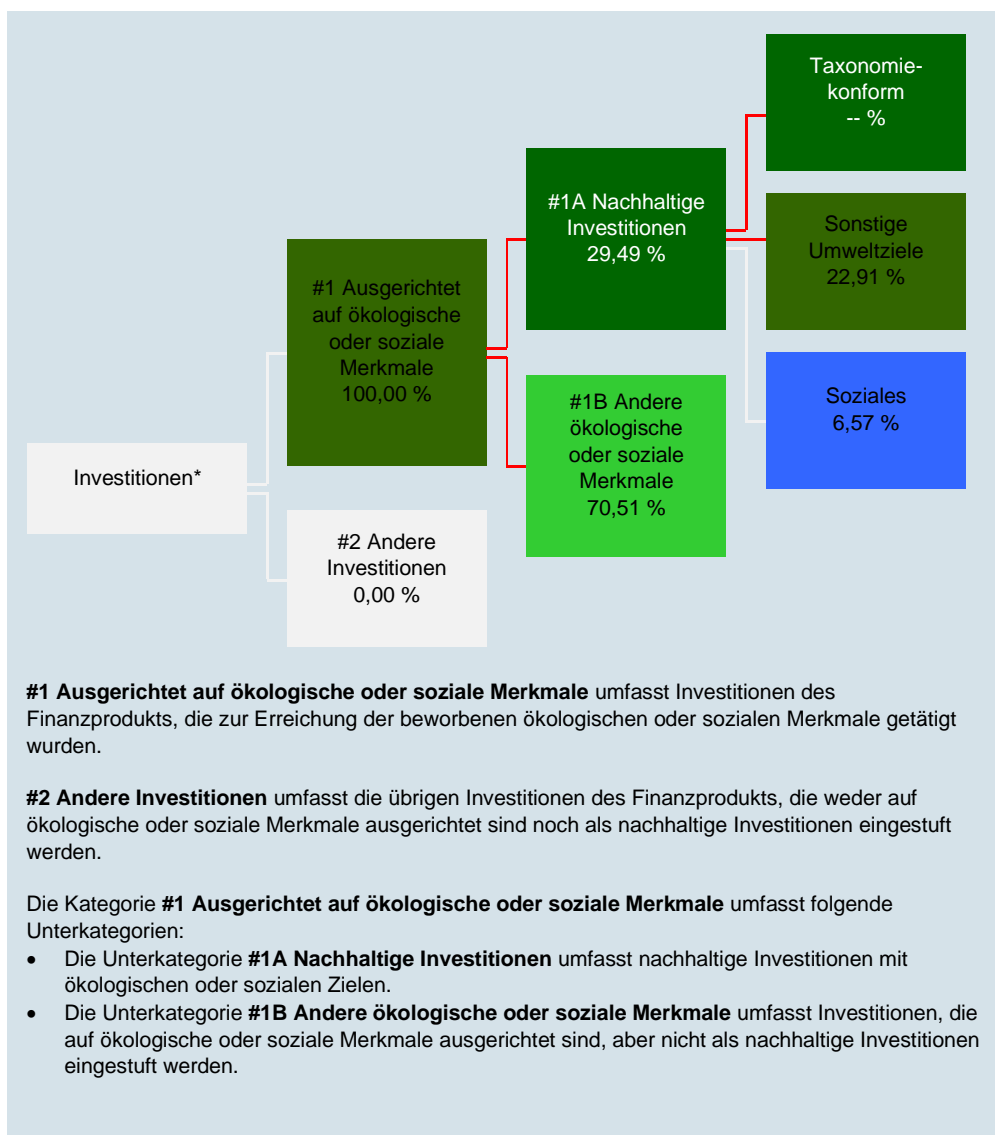 Taxonomie-
konform
-- %
#1A Nachhaltige
Investitionen
29,49 %
Sonstige
Umweltziele
22,91 %
#1 Ausgerichtet
auf ökologische
oder soziale
Merkmale
100,00 %
Soziales
6,57 %
#1B Andere
ökologische
oder soziale
Merkmale
70,51 %
Investitionen*
#2 Andere
Investitionen
0,00 %
#1 Ausgerichtet auf ökologische oder soziale Merkmale umfasst Investitionen des
Finanzprodukts, die zur Erreichung der beworbenen ökologischen oder sozialen Merkmale getätigt
wurden.
#2 Andere Investitionen umfasst die übrigen Investitionen des Finanzprodukts, die weder auf
ökologische oder soziale Merkmale ausgerichtet sind noch als nachhaltige Investitionen eingestuft
werden.
Die Kategorie #1 Ausgerichtet auf ökologische oder soziale Merkmale umfasst folgende
Unterkategorien:
• Die Unterkategorie #1A Nachhaltige Investitionen umfasst nachhaltige Investitionen mit
ökologischen oder sozialen Zielen.
• Die Unterkategorie #1B Andere ökologische oder soziale Merkmale umfasst Investitionen, die
auf ökologische oder soziale Merkmale ausgerichtet sind, aber nicht als nachhaltige Investitionen
eingestuft werden.